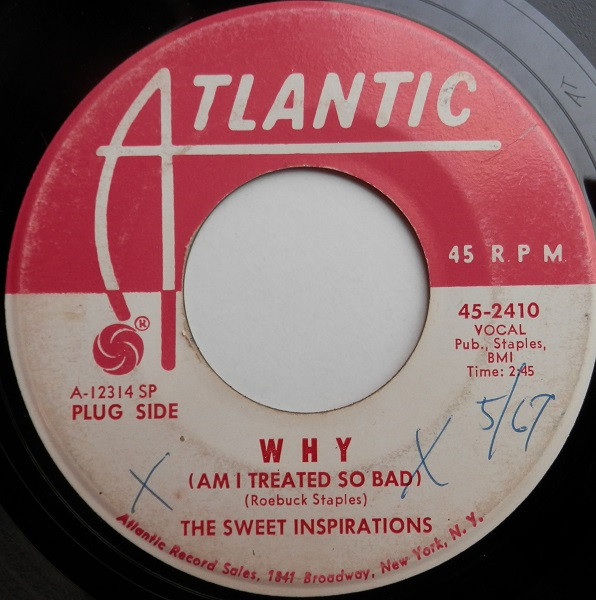 ATLANTIC
45 R.P.M.
®
45-2410
VOCAL
Pub., Staples,
BMI
Time: 2:45
A-12314 SP
PLUG SIDE
5/67
WHY
(AM I TREATED SO BAD)
X X
(Roebuck Staples)
THE SWEET INSPIRATIONS
Atlantic Record Sales, 1841 Broadway, New York, N. Y.
AT